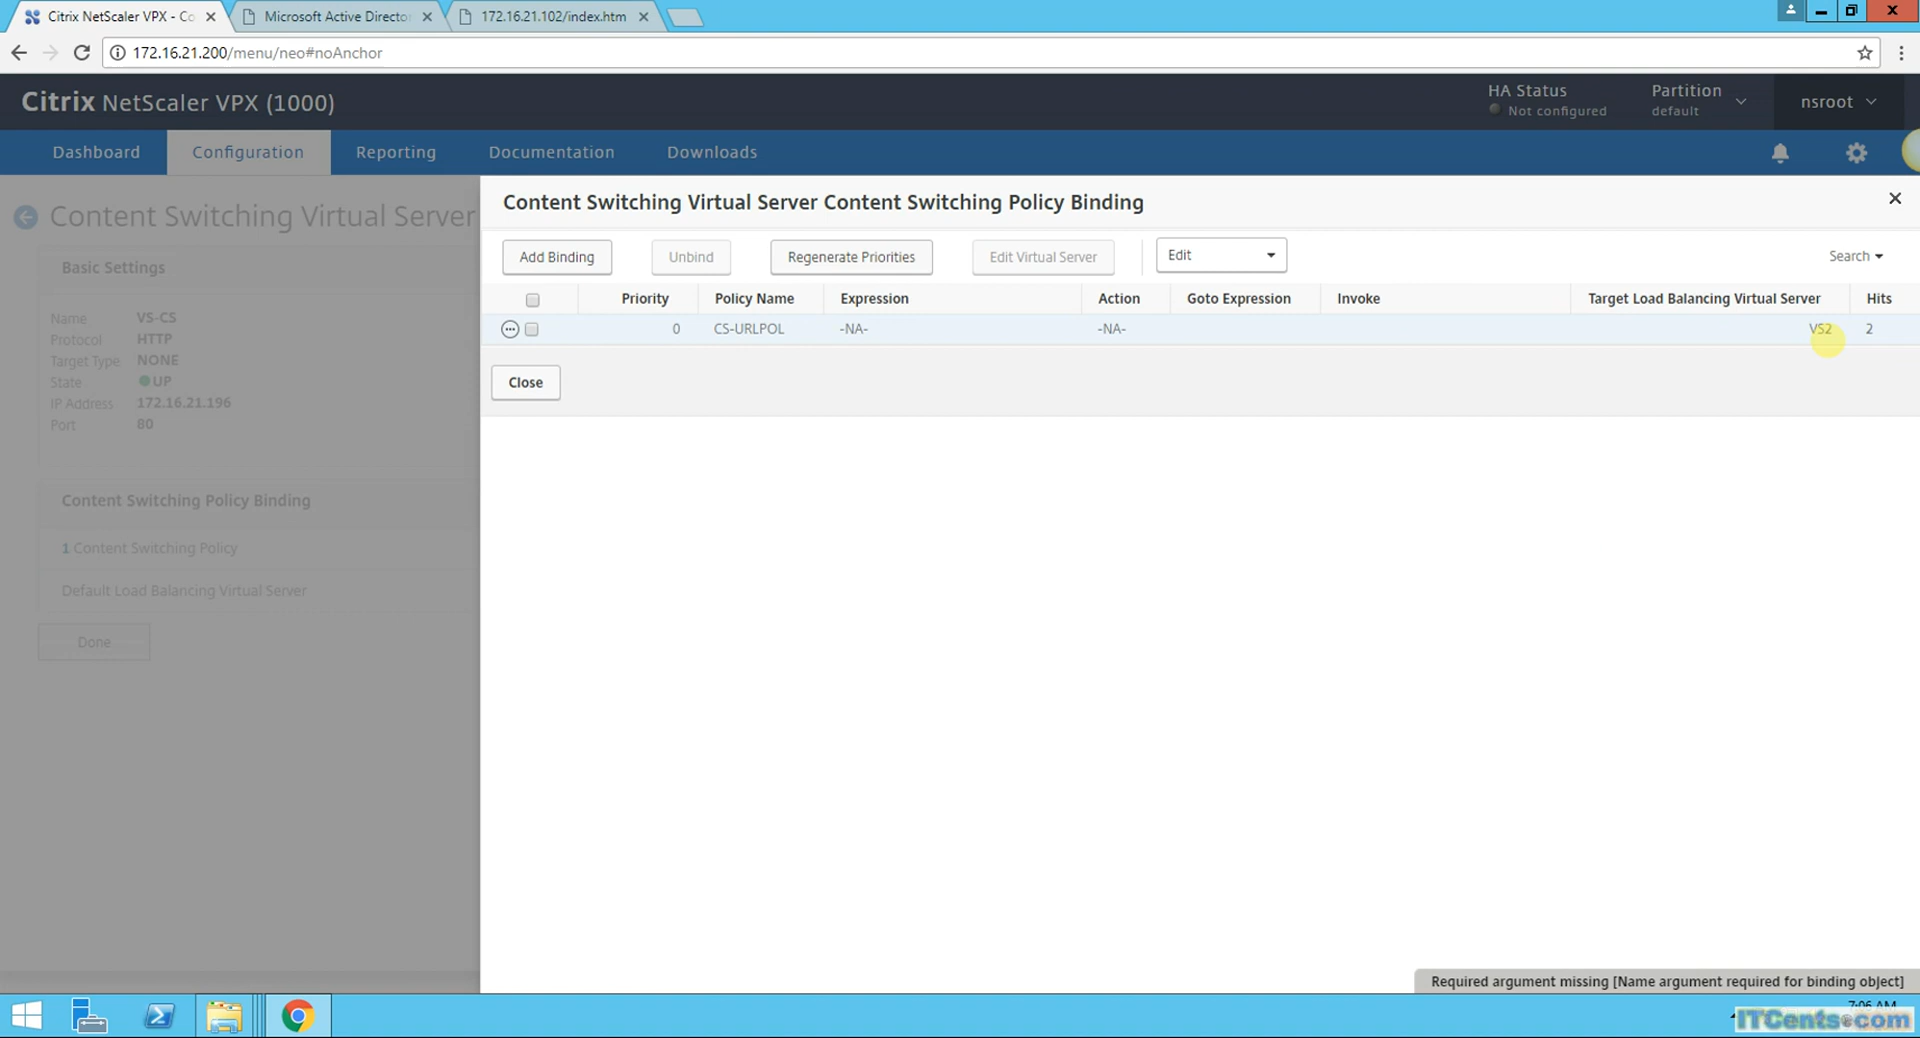 Citrix NetScaler VPX - Co
Microsoft Active Director
172.16.21.102/index.htm
172.16.21.200/menu/neo#noAnchor
Citrix NetScaler VPX (1000)
HA Status
Not configured
Partition
default
nsroot
Dashboard
Configuration
Reporting
Documentation
Downloads
Content Switching Virtual Server
Basic Settings
Name VS-CS
Protocol HTTP
Target Type NONE
State UP
IP Address 172.16.21.196
Port 80
Content Switching Policy Binding
1 Content Switching Policy
Default Load Balancing Virtual Server
Done
Content Switching Virtual Server Content Switching Policy Binding
Add Binding
Unbind
Regenerate Priorities
Edit Virtual Server
Edit
Search
Priority Policy Name Expression Action Goto Expression Invoke Target Load Balancing Virtual Server Hits
0 CS-URLPOL -NA- -NA- VS2 2
Close
Required argument missing [Name argument required for binding object]
7:06 AM
ITCents.com